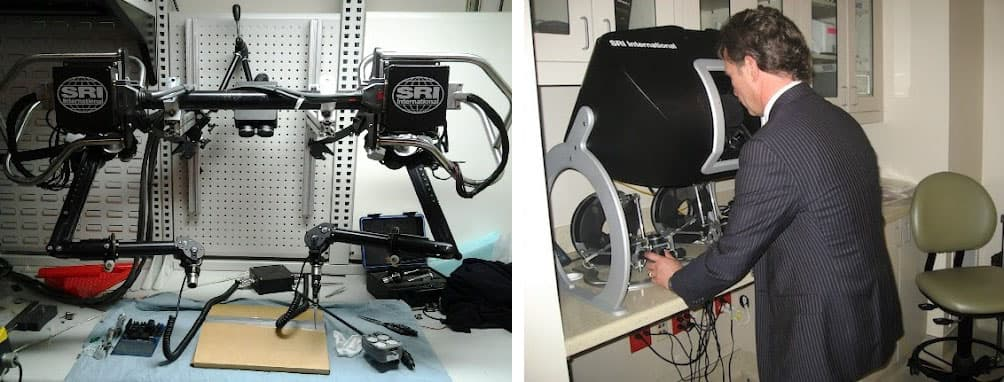 SRI
International
SRI
International
SRI International